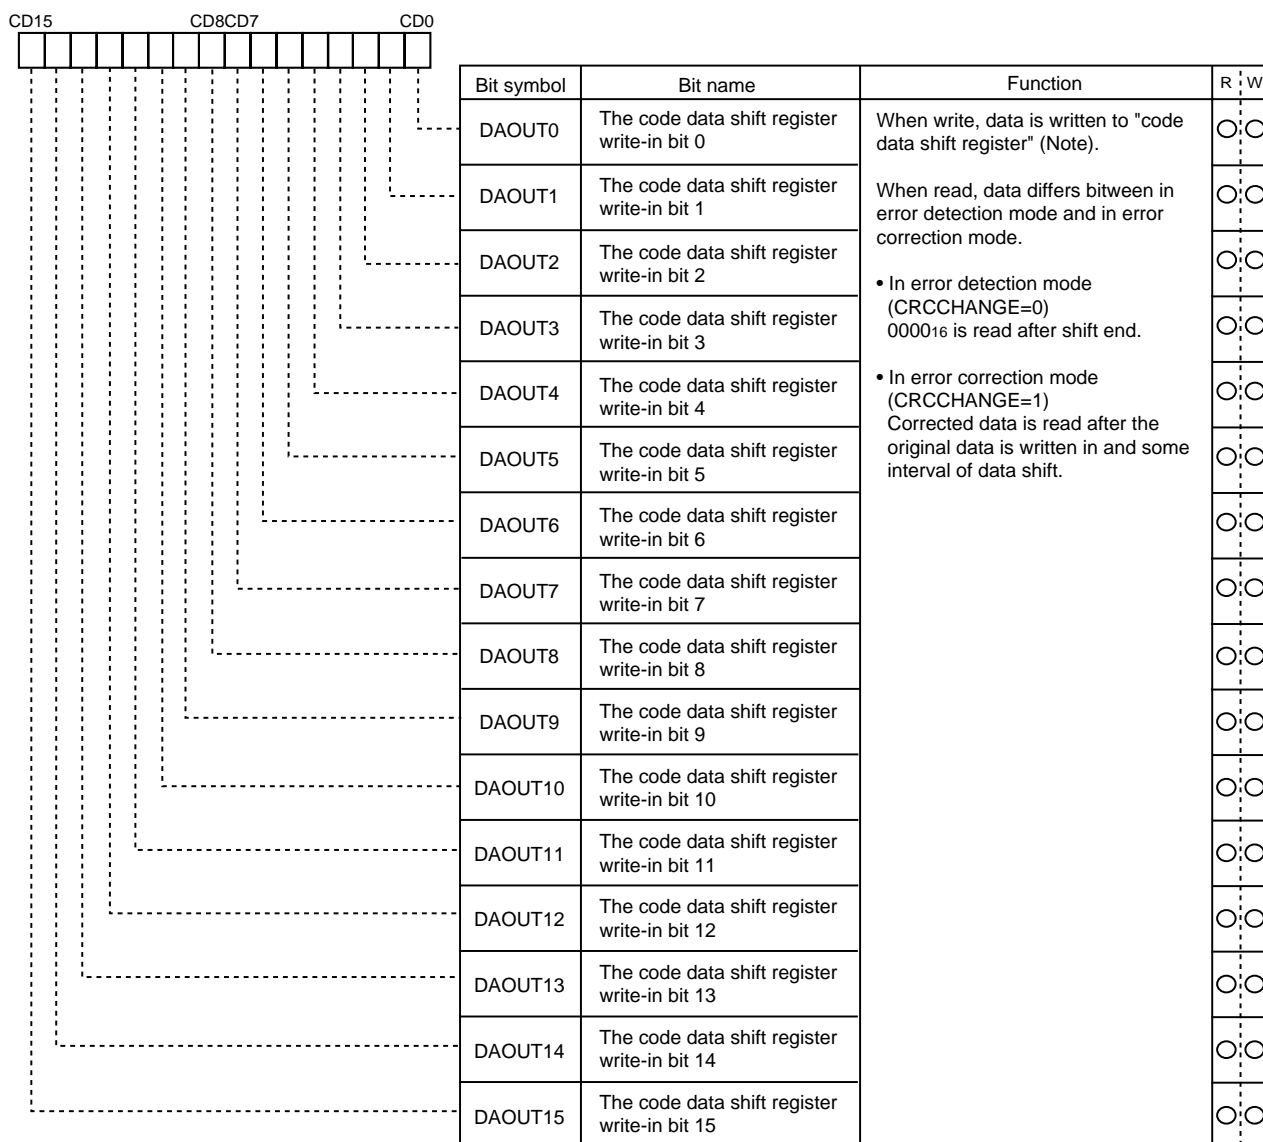 CD15 CD8CD7 CD0
Bit symbol Bit name Function R W
DAOUT0
The code data shift register
write-in bit 0
When write, data is written to "code
data shift register" (Note).
When read, data differs bitween in
error detection mode and in error
correction mode.
• In error detection mode
(CRCCHANGE=0)
000016 is read after shift end.
• In error correction mode
(CRCCHANGE=1)
Corrected data is read after the
original data is written in and some
interval of data shift.
DAOUT1
The code data shift register
write-in bit 1
DAOUT2
The code data shift register
write-in bit 2
DAOUT3
The code data shift register
write-in bit 3
DAOUT4
The code data shift register
write-in bit 4
DAOUT5
The code data shift register
write-in bit 5
DAOUT6
The code data shift register
write-in bit 6
DAOUT7
The code data shift register
write-in bit 7
DAOUT8
The code data shift register
write-in bit 8
DAOUT9
The code data shift register
write-in bit 9
DAOUT10
The code data shift register
write-in bit 10
DAOUT11
The code data shift register
write-in bit 11
DAOUT12
The code data shift register
write-in bit 12
DAOUT13
The code data shift register
write-in bit 13
DAOUT14
The code data shift register
write-in bit 14
DAOUT15
The code data shift register
write-in bit 15